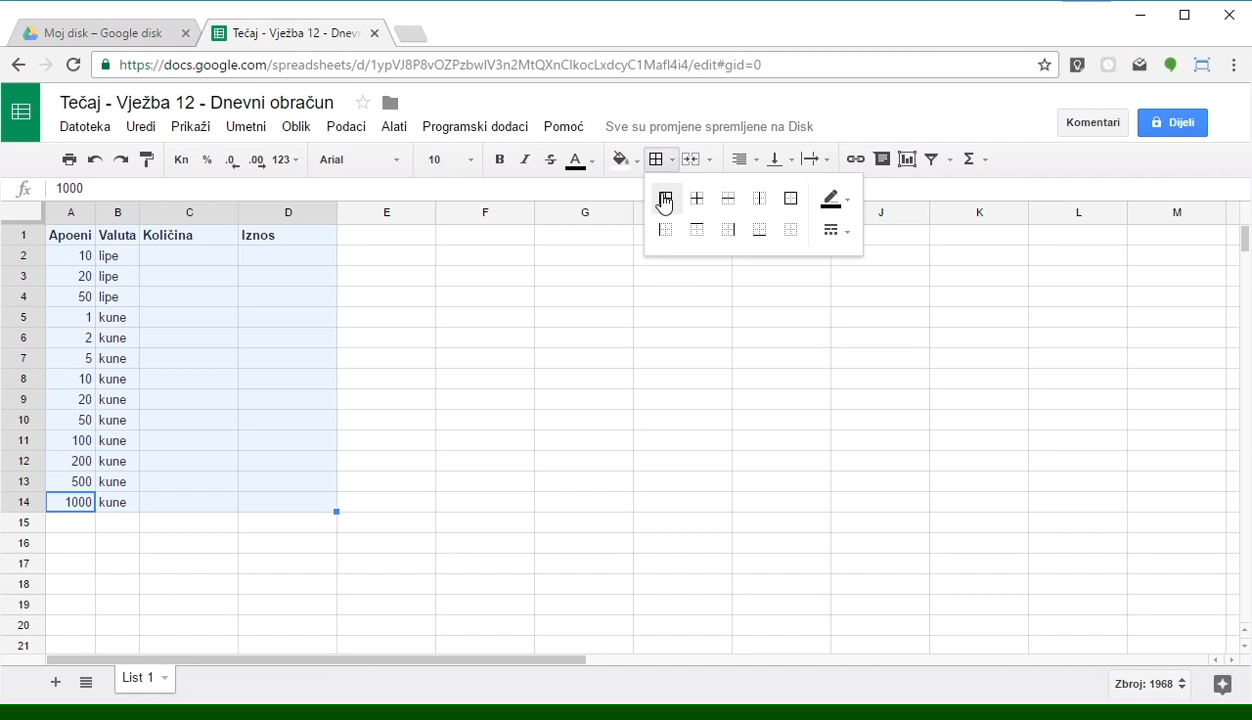 Moj disk – Google disk
Tečaj - Vježba 12 - Dnev
https://docs.google.com/spreadsheets/d/1ypVJ8P8vOZPzbwIV3n2MtQXnClkocLxdcyC1MafI4i4/edit#gid=0
Tečaj - Vježba 12 - Dnevni obračun
Datoteka Uredi Prikaži Umetni Oblik Podaci Alati Programski dodaci Pomoć Sve su promjene spremljene na Disk
Komentari Dijeli
Kn % .0 .00 123 Arial 10 B I S A Σ
fx 1000
A B C D E F G J K L M
1 Apoeni Valuta Količina Iznos
2 10 lipe
3 20 lipe
4 50 lipe
5 1 kune
6 2 kune
7 5 kune
8 10 kune
9 20 kune
10 50 kune
11 100 kune
12 200 kune
13 500 kune
14 1000 kune
15
16
17
18
19
20
21
List 1
Zbroj: 1968